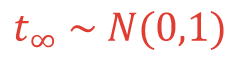 t∞ ~ N(0,1)